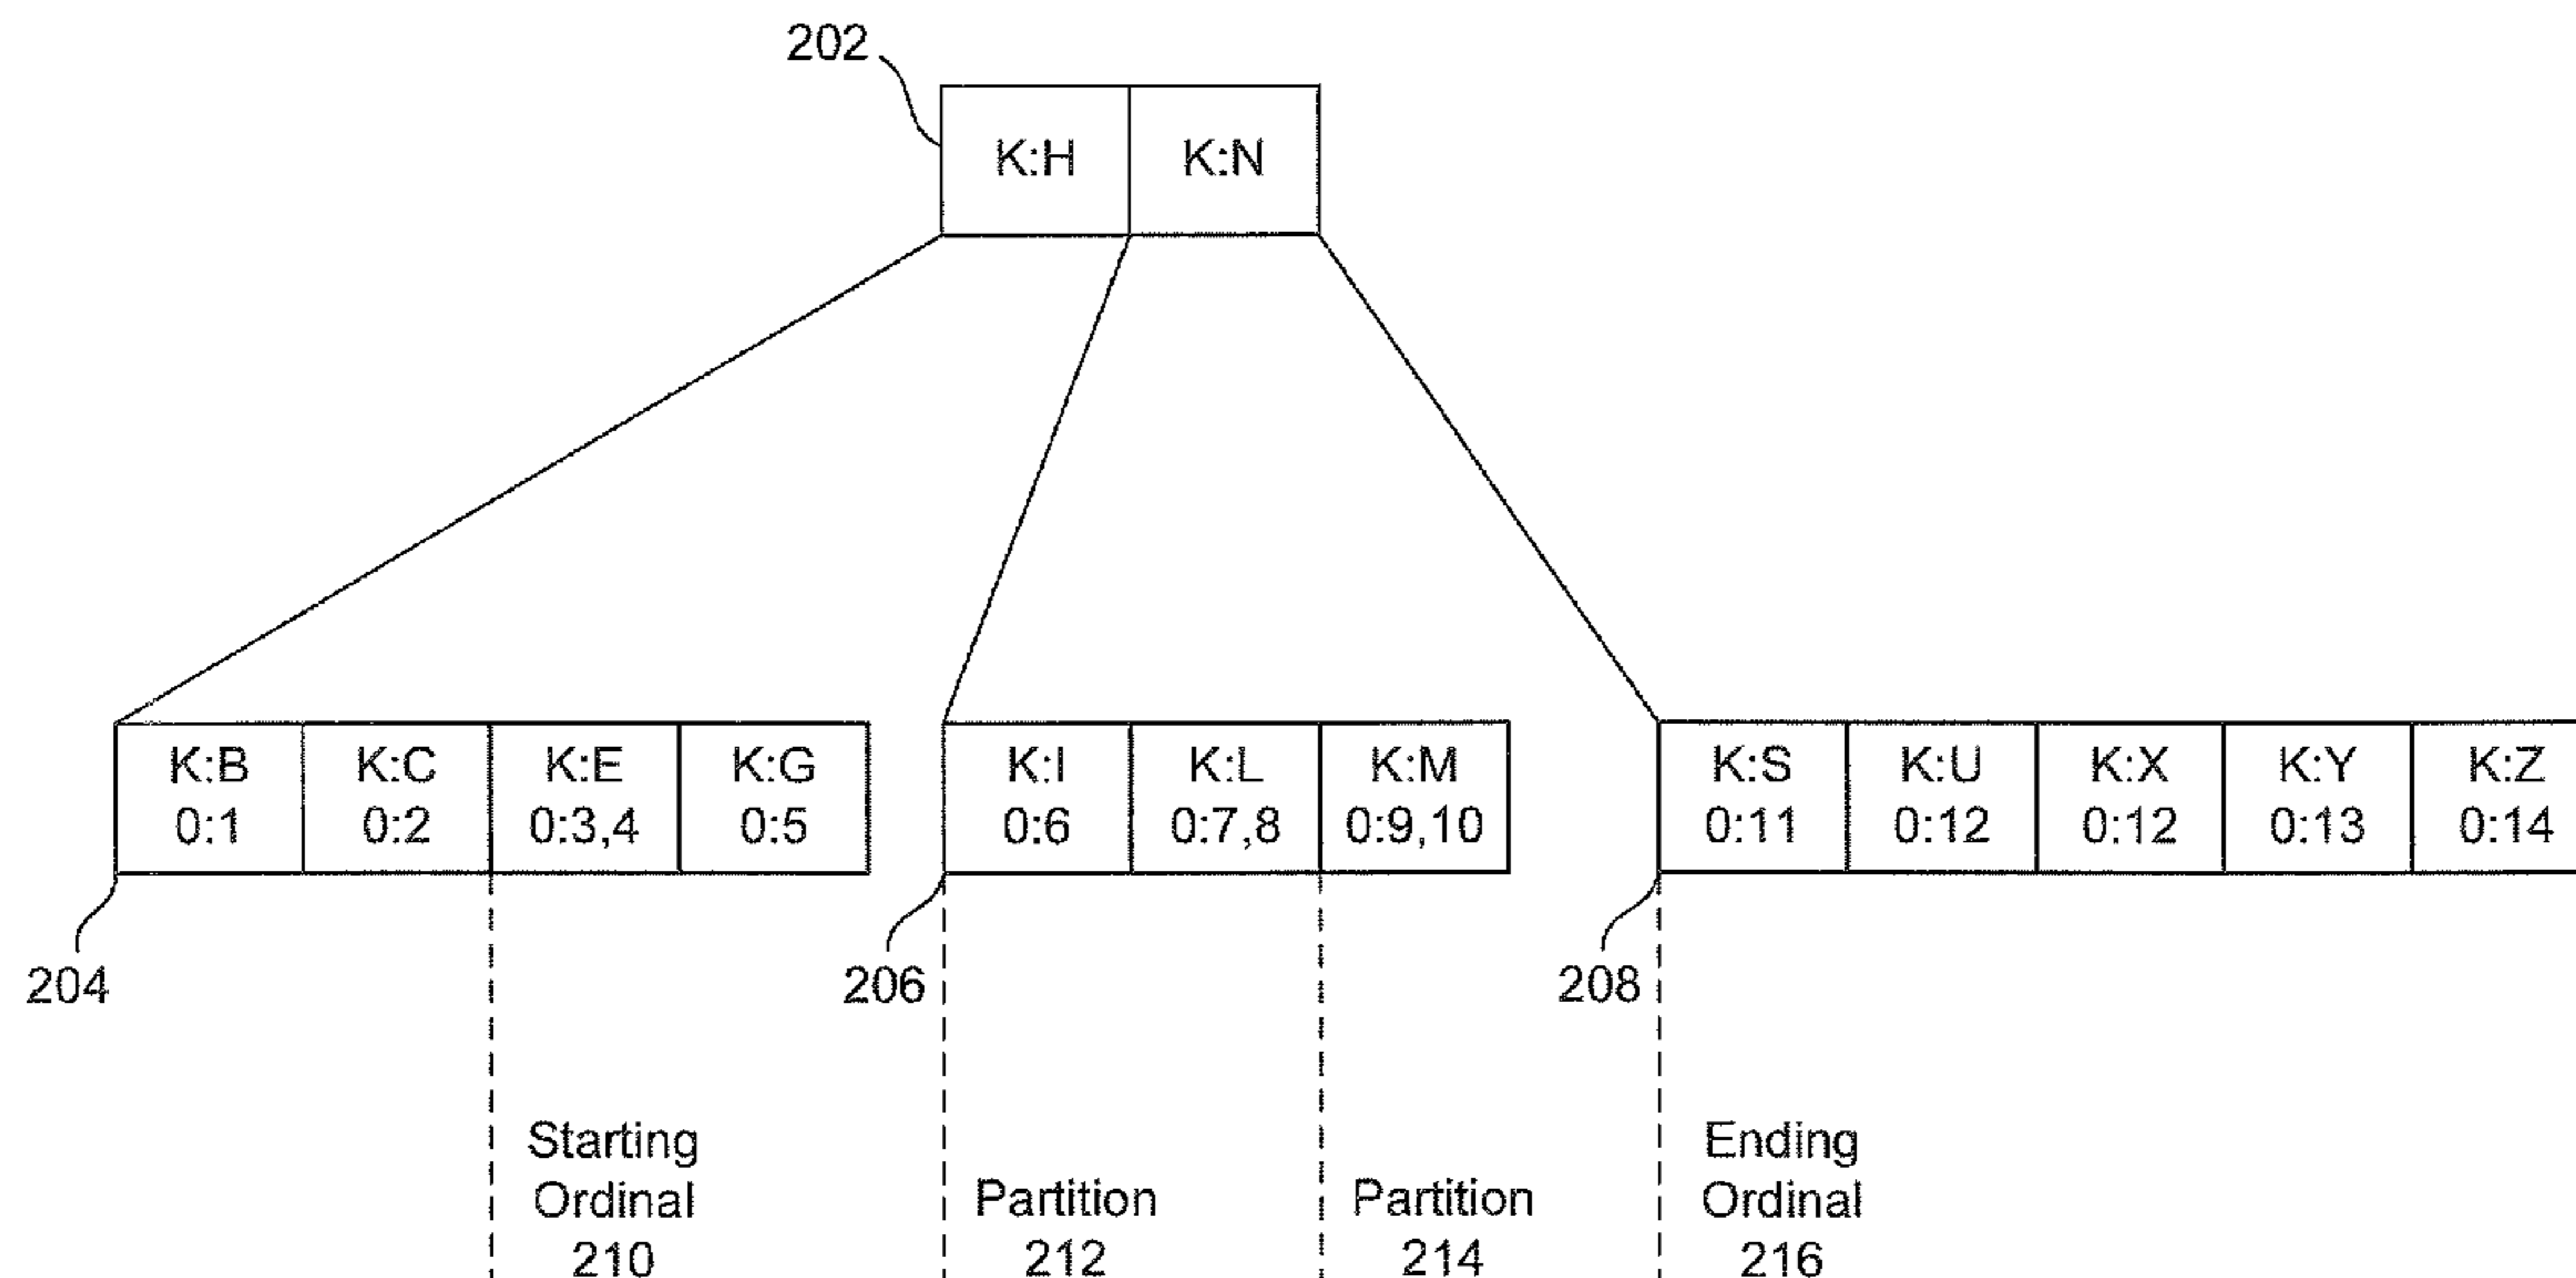 202
K:H K:N
K:B K:C K:E K:G K:I K:L K:M K:S K:U K:X K:Y K:Z
0:1 0:2 0:3,4 0:5 0:6 0:7,8 0:9,10 0:11 0:12 0:12 0:13 0:14
204 206 208
Starting
Ordinal
210
Partition
212
Partition
214
Ending
Ordinal
216